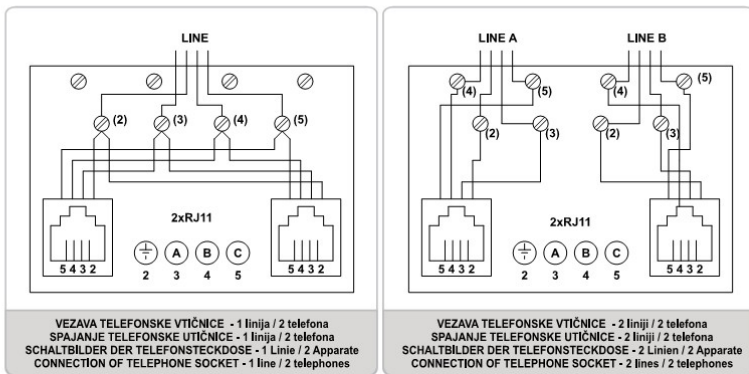 LINE
(2) (3) (4) (5)
2xRJ11
A B C
5 4 3 2
2 3 4 5
5 4 3 2
VEZAVA TELEFONSKE VTIČNICE - 1 linija / 2 telefona
SPAJANJE TELEFONSKE UTIČNICE - 1 linija / 2 telefona
SCHALTBILDER DER TELEFONSTECKDOSE - 1 Linie / 2 Apparate
CONNECTION OF TELEPHONE SOCKET - 1 line / 2 telephones
LINE A LINE B
(4) (5) (4) (5)
(2) (3) (2) (3)
2xRJ11
A B C
5 4 3 2
2 3 4 5
5 4 3 2
VEZAVA TELEFONSKE VTIČNICE - 2 liniji / 2 telefona
SPAJANJE TELEFONSKE UTIČNICE - 2 liniji / 2 telefona
SCHALTBILDER DER TELEFONSTECKDOSE - 2 Linien / 2 Apparate
CONNECTION OF TELEPHONE SOCKET - 2 lines / 2 telephones